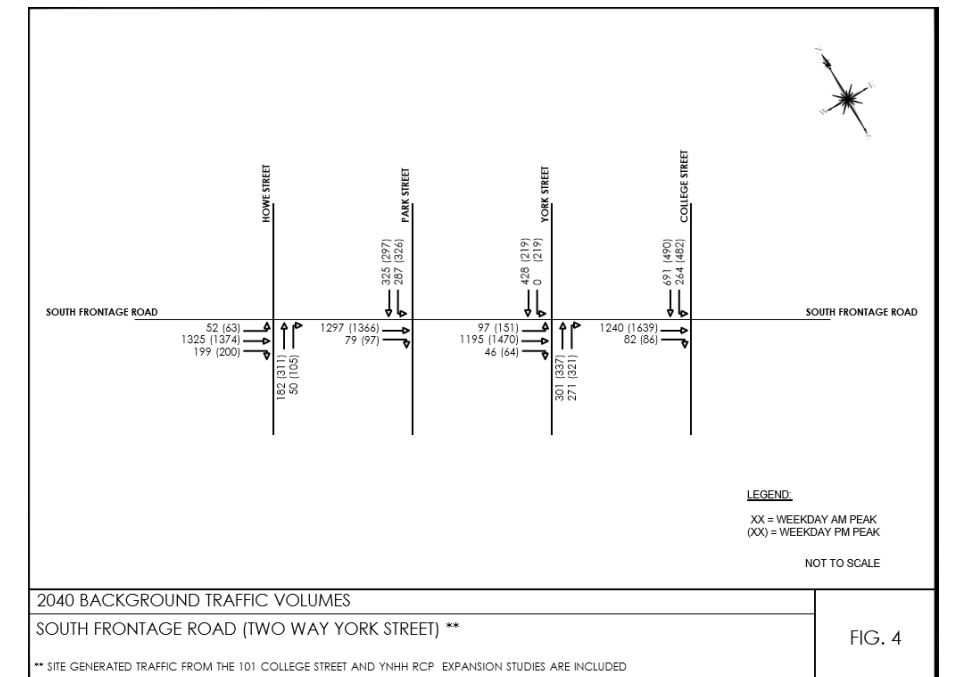 N
E
W
S
HOWE STREET
PARK STREET
YORK STREET
COLLEGE STREET
325 (297)
287 (326)
428 (219)
0 (219)
691 (490)
264 (482)
SOUTH FRONTAGE ROAD
SOUTH FRONTAGE ROAD
52 (63)
1325 (1374)
199 (200)
182 (311)
50 (105)
1297 (1366)
79 (97)
97 (151)
1195 (1470)
46 (64)
301 (337)
271 (321)
1240 (1639)
82 (86)
LEGEND:
XX = WEEKDAY AM PEAK
(XX) = WEEKDAY PM PEAK
NOT TO SCALE
2040 BACKGROUND TRAFFIC VOLUMES
SOUTH FRONTAGE ROAD (TWO WAY YORK STREET) **
** SITE GENERATED TRAFFIC FROM THE 101 COLLEGE STREET AND YNHH RCP EXPANSION STUDIES ARE INCLUDED
FIG. 4